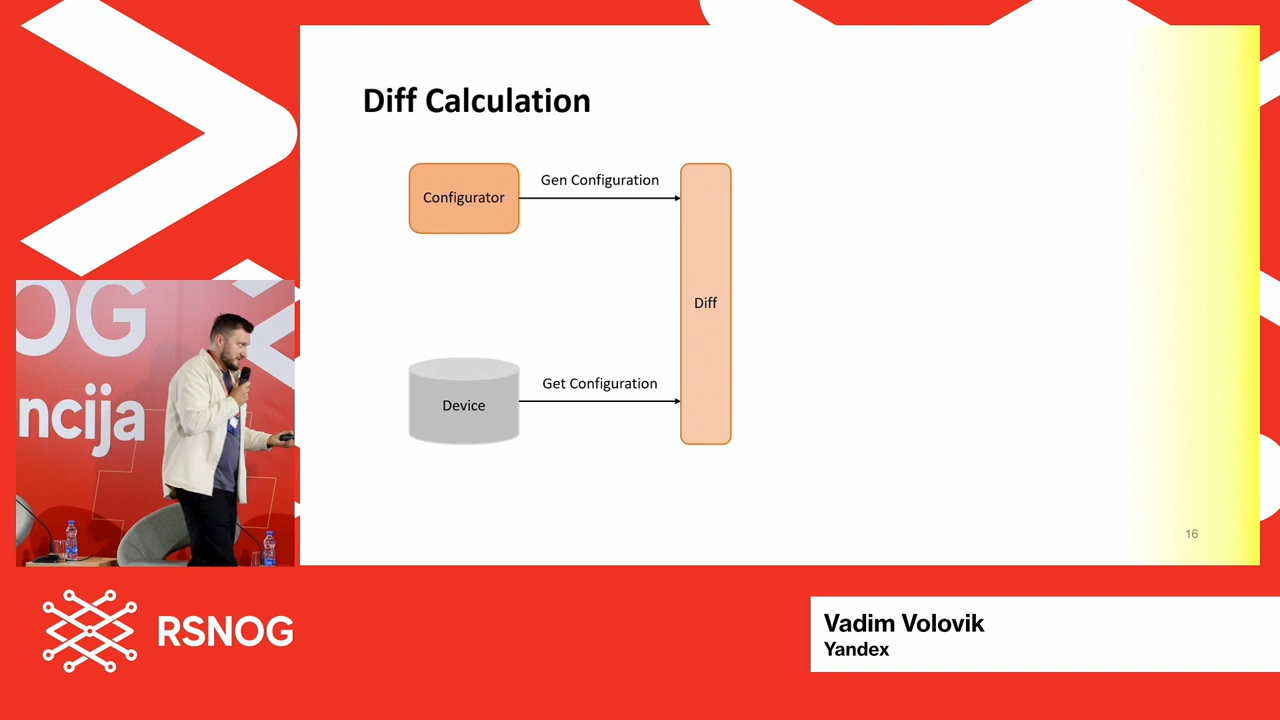 Diff Calculation
Configurator
Gen Configuration
Diff
Device
Get Configuration
16
OG
ncija
RSNOG
Vadim Volovik
Yandex